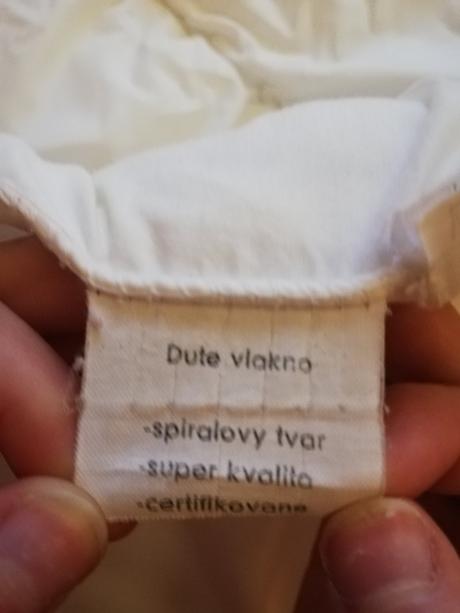 Dute vlakno
-spiralovy tvar
-super kvalita
-certifikovane